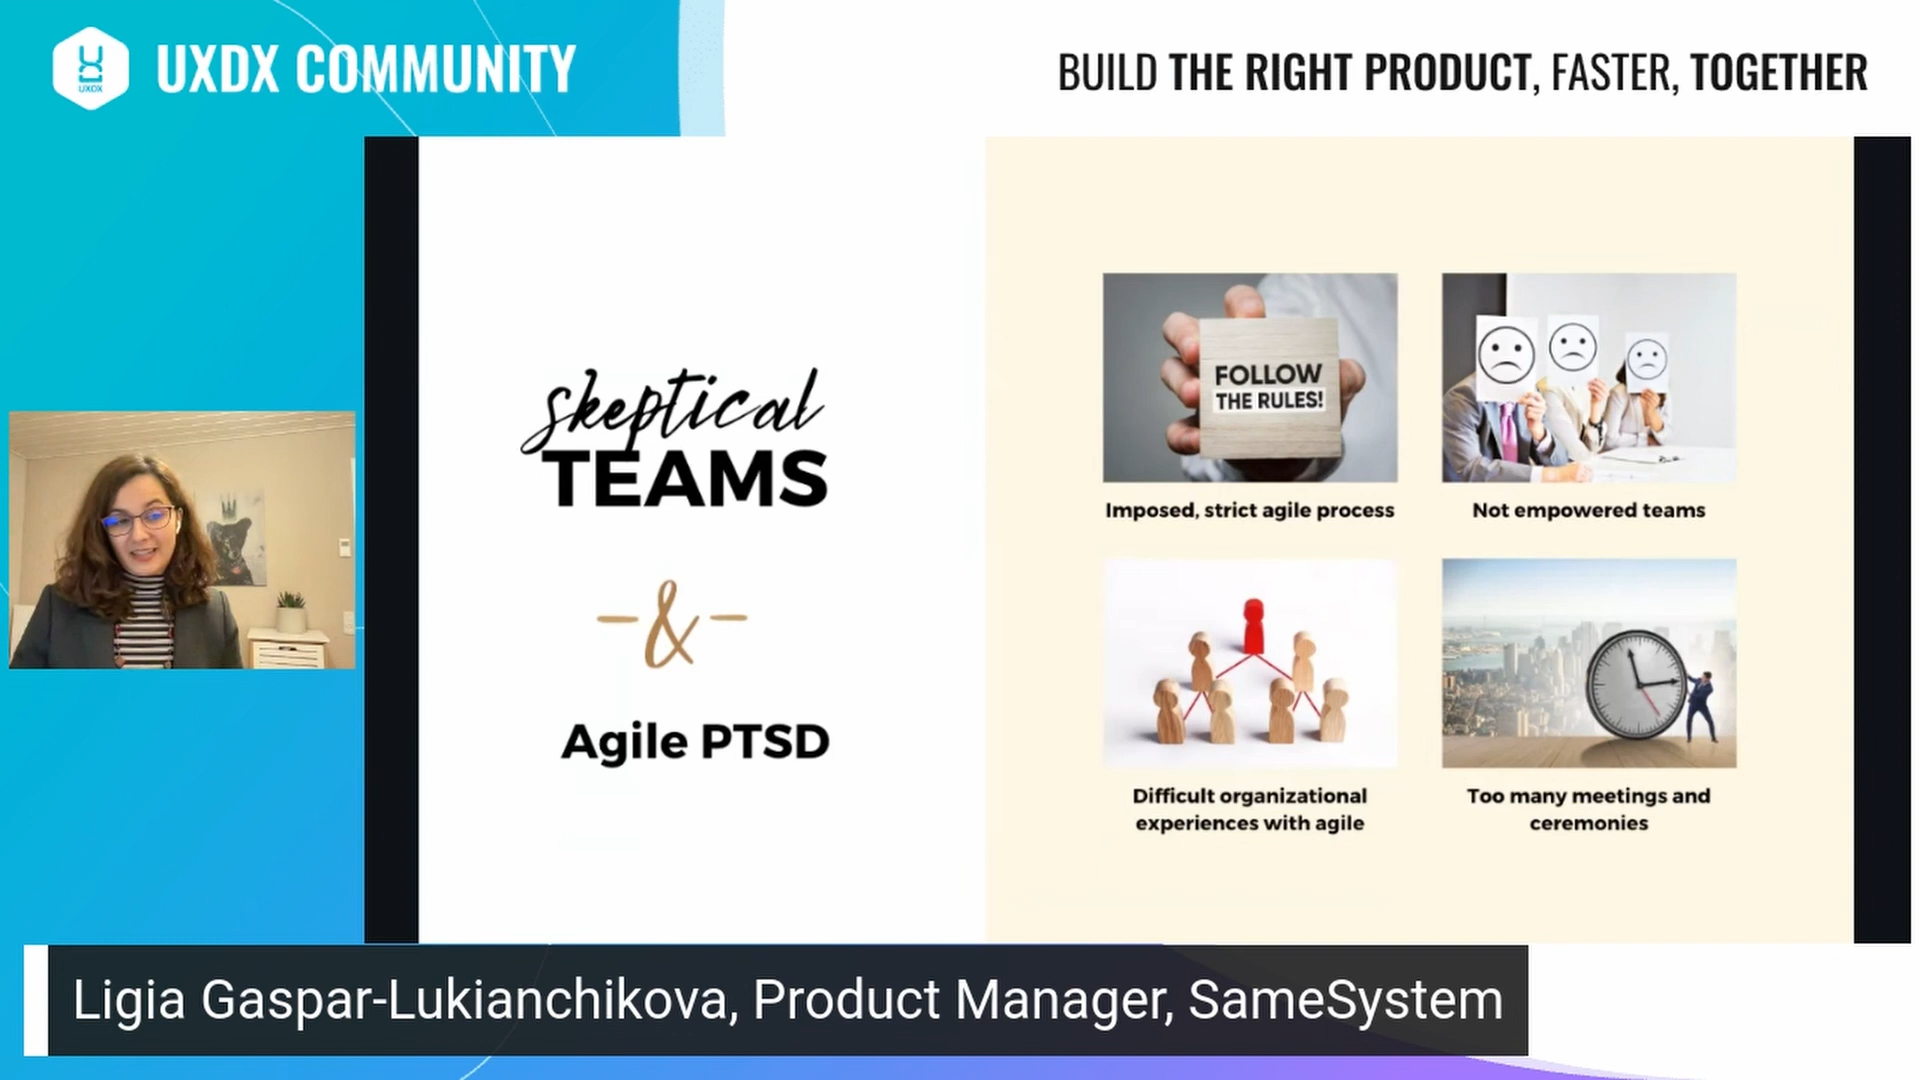 UXDX
UXDX COMMUNITY
BUILD THE RIGHT PRODUCT, FASTER, TOGETHER
skeptical
TEAMS
-&-
Agile PTSD
FOLLOW
THE RULES!
Imposed, strict agile process
Not empowered teams
Difficult organizational
experiences with agile
Too many meetings and
ceremonies
Ligia Gaspar-Lukianchikova, Product Manager, SameSystem